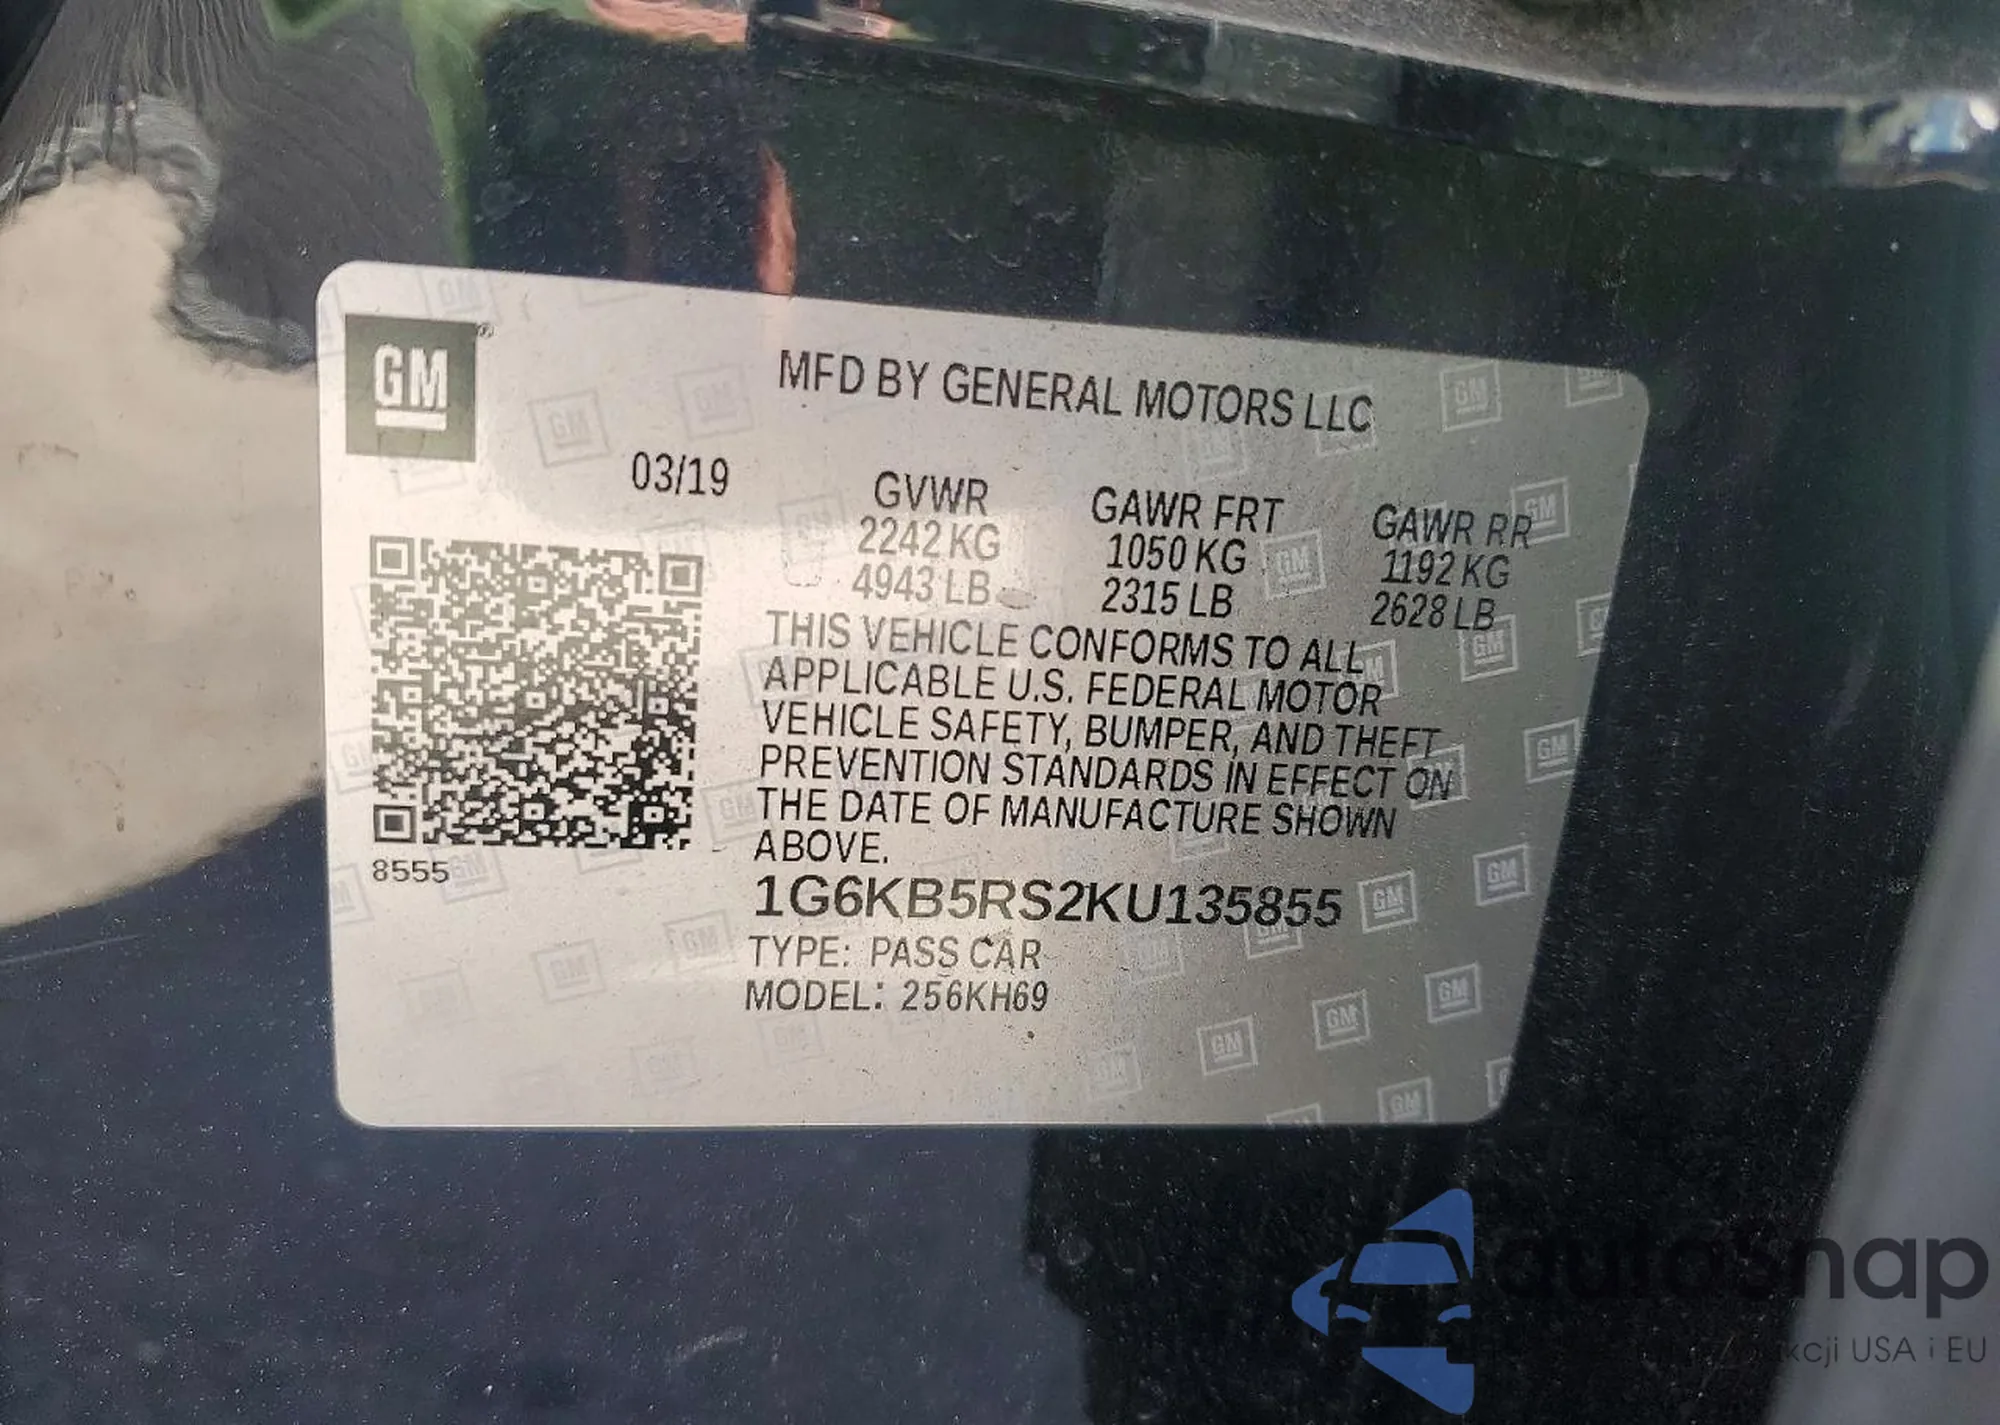 GM
MFD BY GENERAL MOTORS LLC
03/19
GVWR
2242 KG
4943 LB
GAWR FRT
1050 KG
2315 LB
GAWR RR
1192 KG
2628 LB
THIS VEHICLE CONFORMS TO ALL
APPLICABLE U.S. FEDERAL MOTOR
VEHICLE SAFETY, BUMPER, AND THEFT
PREVENTION STANDARDS IN EFFECT ON
THE DATE OF MANUFACTURE SHOWN
ABOVE.
8555
1G6KB5RS2KU135855
TYPE: PASS CAR
MODEL: 256KH69
autosnap
USA i EU